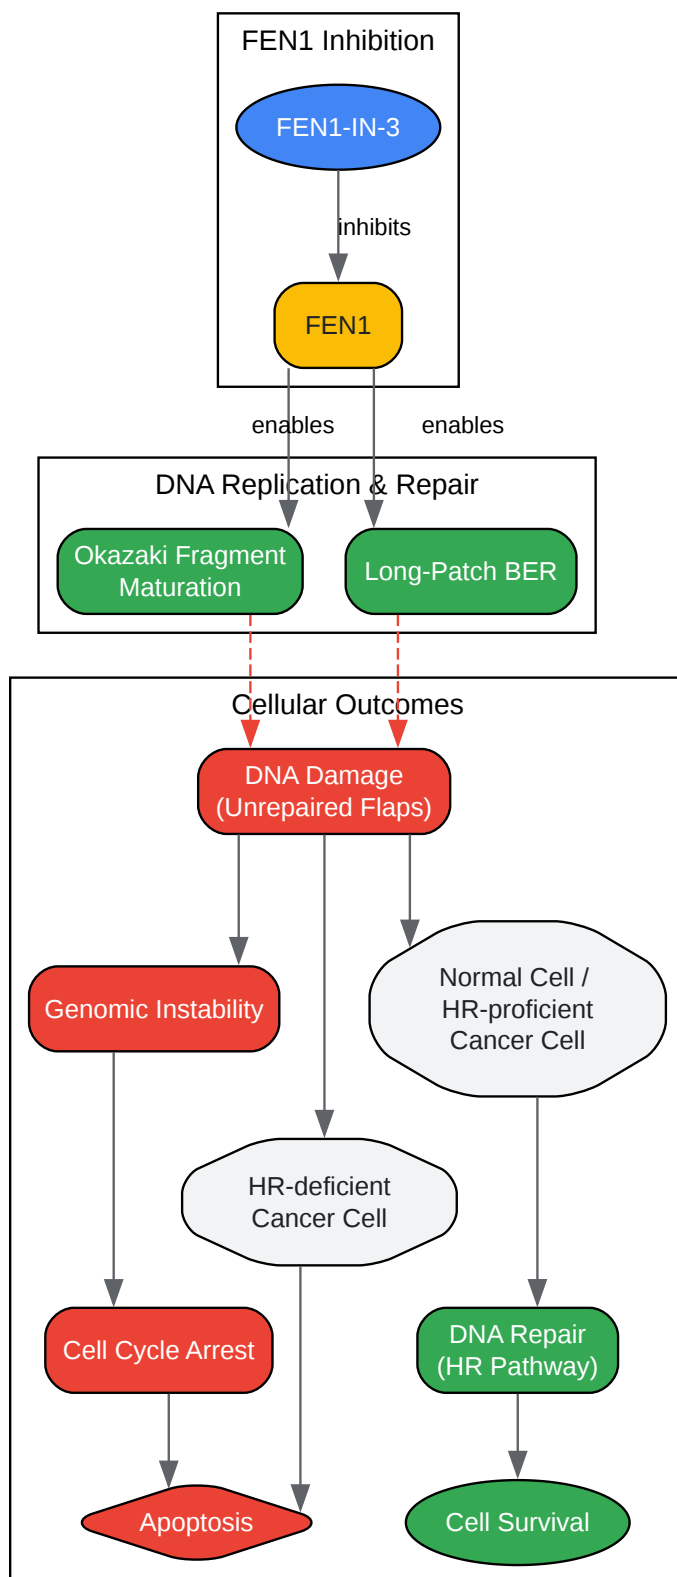 FEN1 Inhibition
FEN1-IN-3
inhibits
FEN1
enables
enables
DNA Replication & Repair
Okazaki Fragment
Maturation
Long-Patch BER
Cellular Outcomes
DNA Damage
(Unrepaired Flaps)
Genomic Instability
Normal Cell /
HR-proficient
Cancer Cell
HR-deficient
Cancer Cell
Cell Cycle Arrest
DNA Repair
(HR Pathway)
Apoptosis
Cell Survival